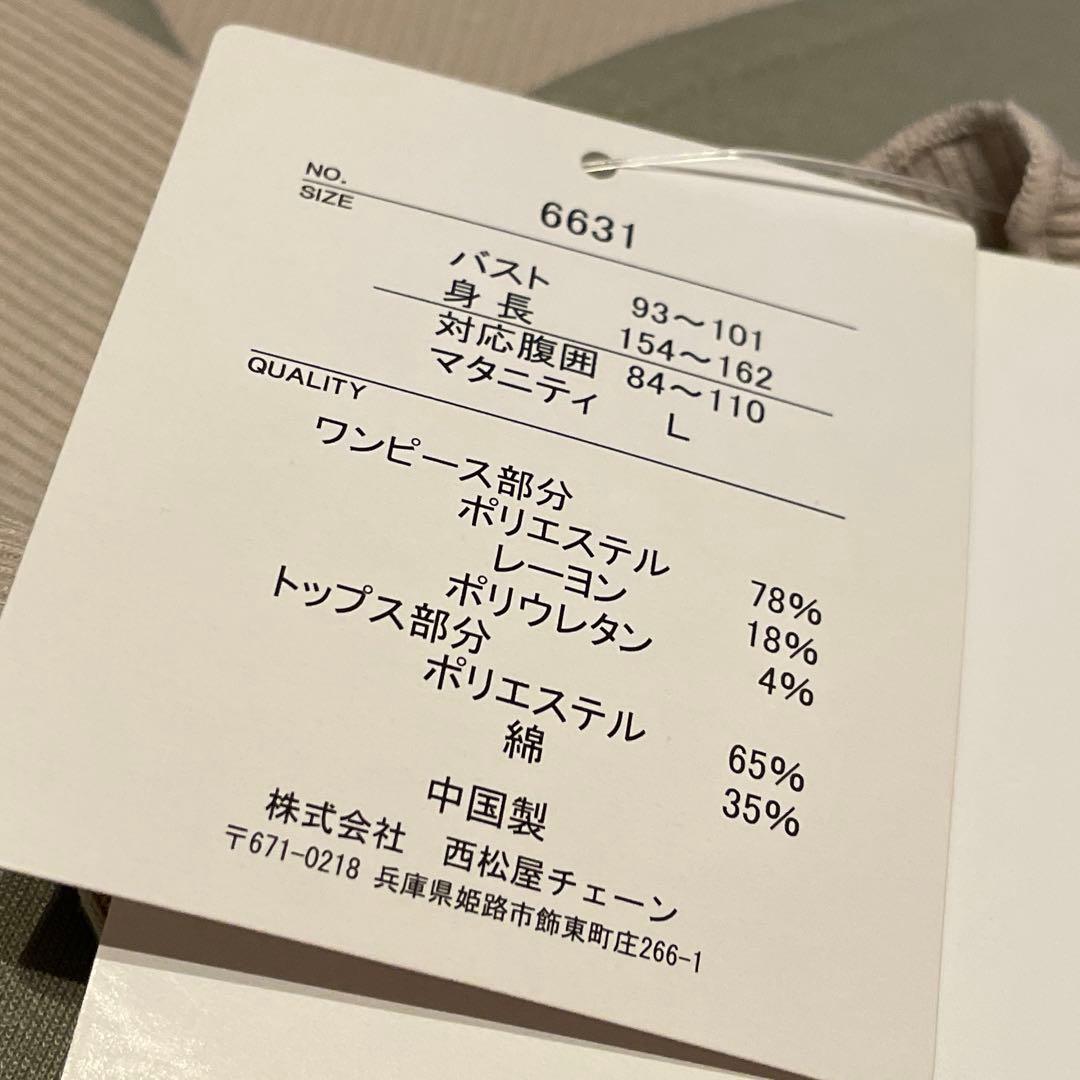 NO. 6631
SIZE
バスト 93〜101
身長 154〜162
対応腹囲 84〜110
マタニティ L
QUALITY
ワンピース部分
ポリエステル 78%
レーヨン 18%
ポリウレタン 4%
トップス部分
ポリエステル 65%
綿 35%
中国製
株式会社 西松屋チェーン
〒671-0218 兵庫県姫路市飾東町庄266-1